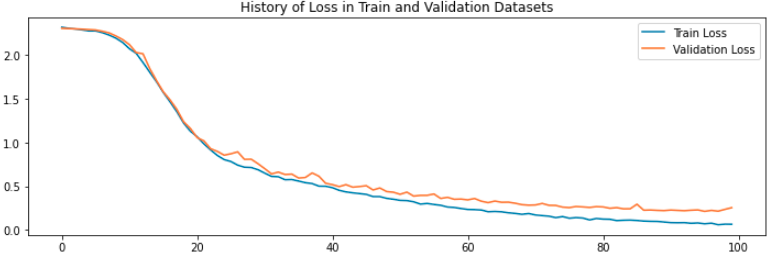 History of Loss in Train and Validation Datasets
Train Loss
Validation Loss
2.0
1.5
1.0
0.5
0.0
0 20 40 60 80 100